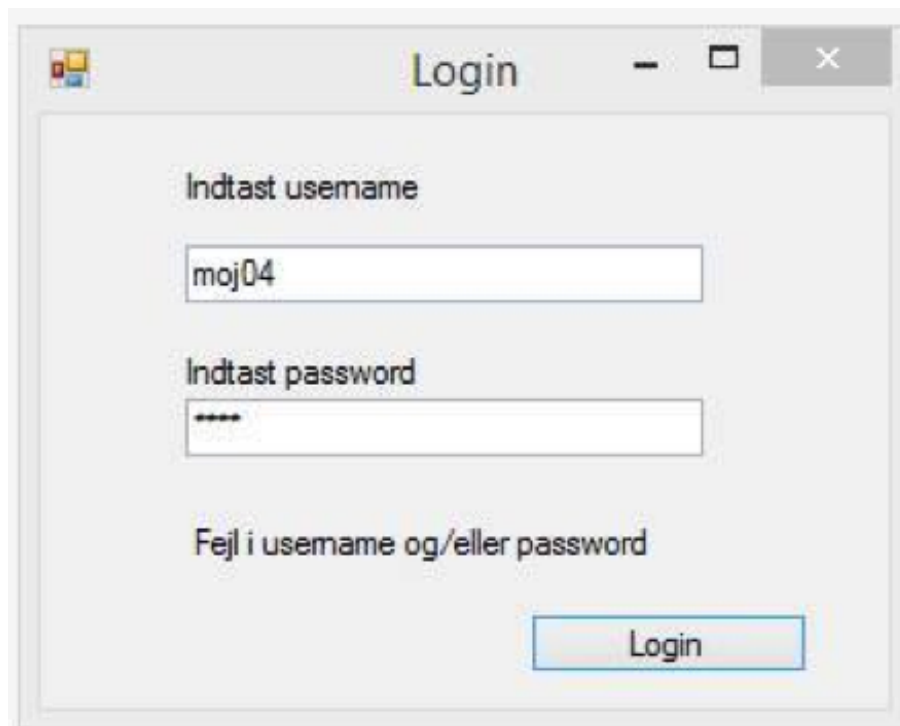 Login
Indtast username
moj04
Indtast password
****
Fejl i username og/eller password
Login